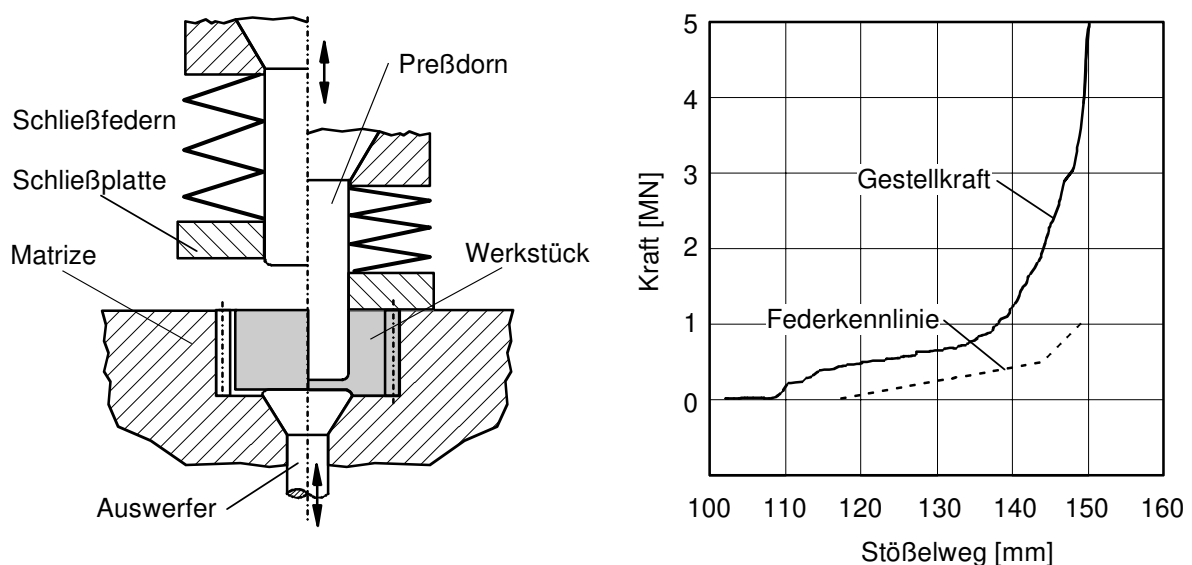 Preßdorn
Schließfedern
Schließplatte
Matrize
Werkstück
Auswerfer
Kraft [MN]
5
4
3
2
1
0
Gestellkraft
Federkennlinie
100 110 120 130 140 150 160
Stößelweg [mm]